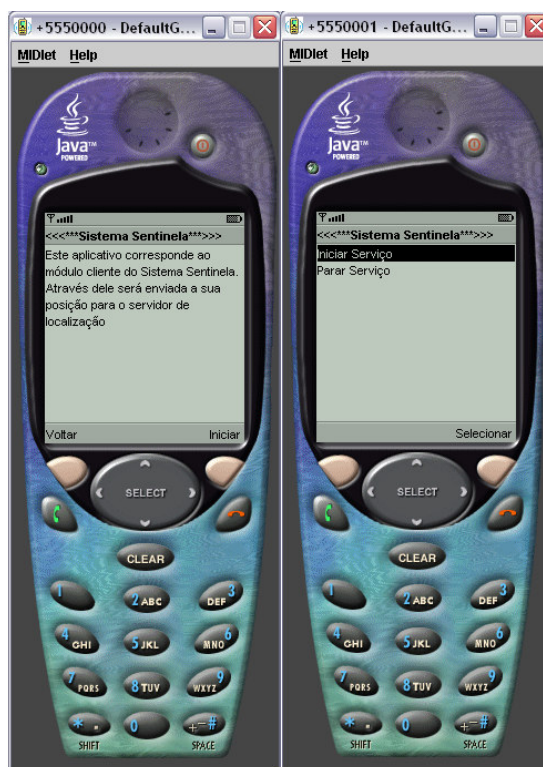 +5550000 - DefaultG...
MIDlet Help
Java™
POWERED
<<<***Sistema Sentinela***>>>
Este aplicativo corresponde ao
módulo cliente do Sistema Sentinela.
Através dele será enviada a sua
posição para o servidor de
localização
Voltar Iniciar
SELECT
CLEAR
1 2 ABC DEF 3
4 GHI 5 JKL MNO 6
7 PQRS 8 TUV WXYZ 9
* . 0 +-#
SHIFT SPACE
+5550001 - DefaultG...
MIDlet Help
Java™
POWERED
<<<***Sistema Sentinela***>>>
Iniciar Serviço
Parar Serviço
Selecionar
SELECT
CLEAR
1 2 ABC DEF 3
4 GHI 5 JKL MNO 6
7 PQRS 8 TUV WXYZ 9
* . 0 +-#
SHIFT SPACE